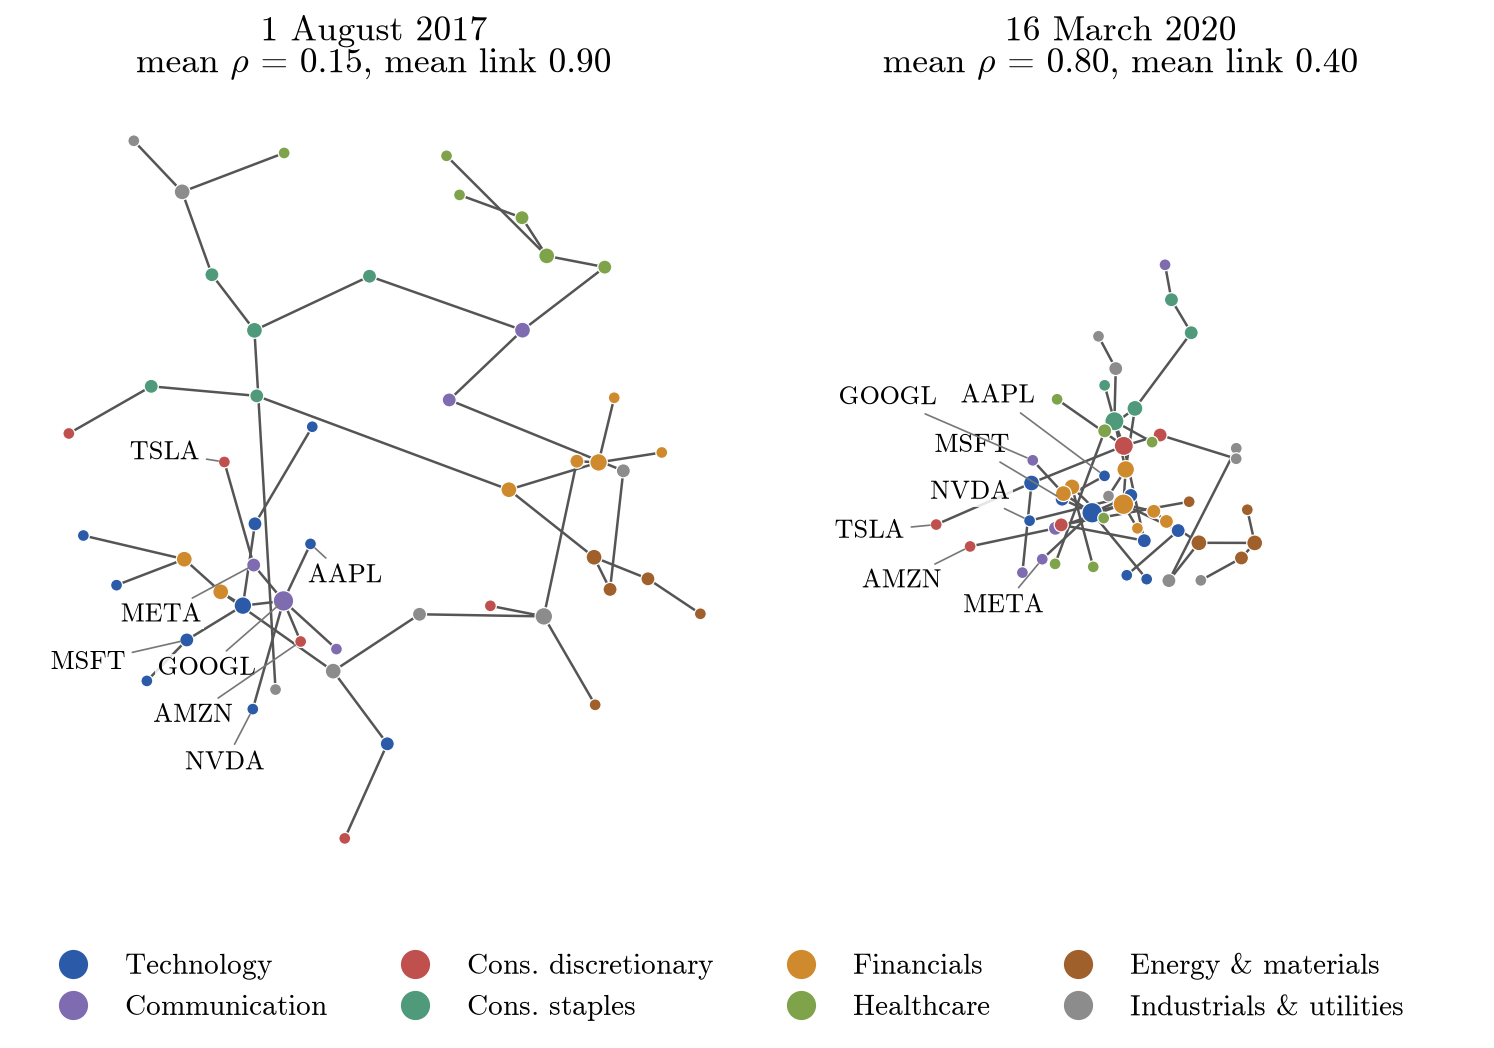 1 August 2017
mean ρ = 0.15, mean link 0.90
16 March 2020
mean ρ = 0.80, mean link 0.40
TSLA
AAPL
META
MSFT
GOOGL
AMZN
NVDA
GOOGL
AAPL
MSFT
NVDA
TSLA
AMZN
META
Technology
Cons. discretionary
Financials
Energy & materials
Communication
Cons. staples
Healthcare
Industrials & utilities